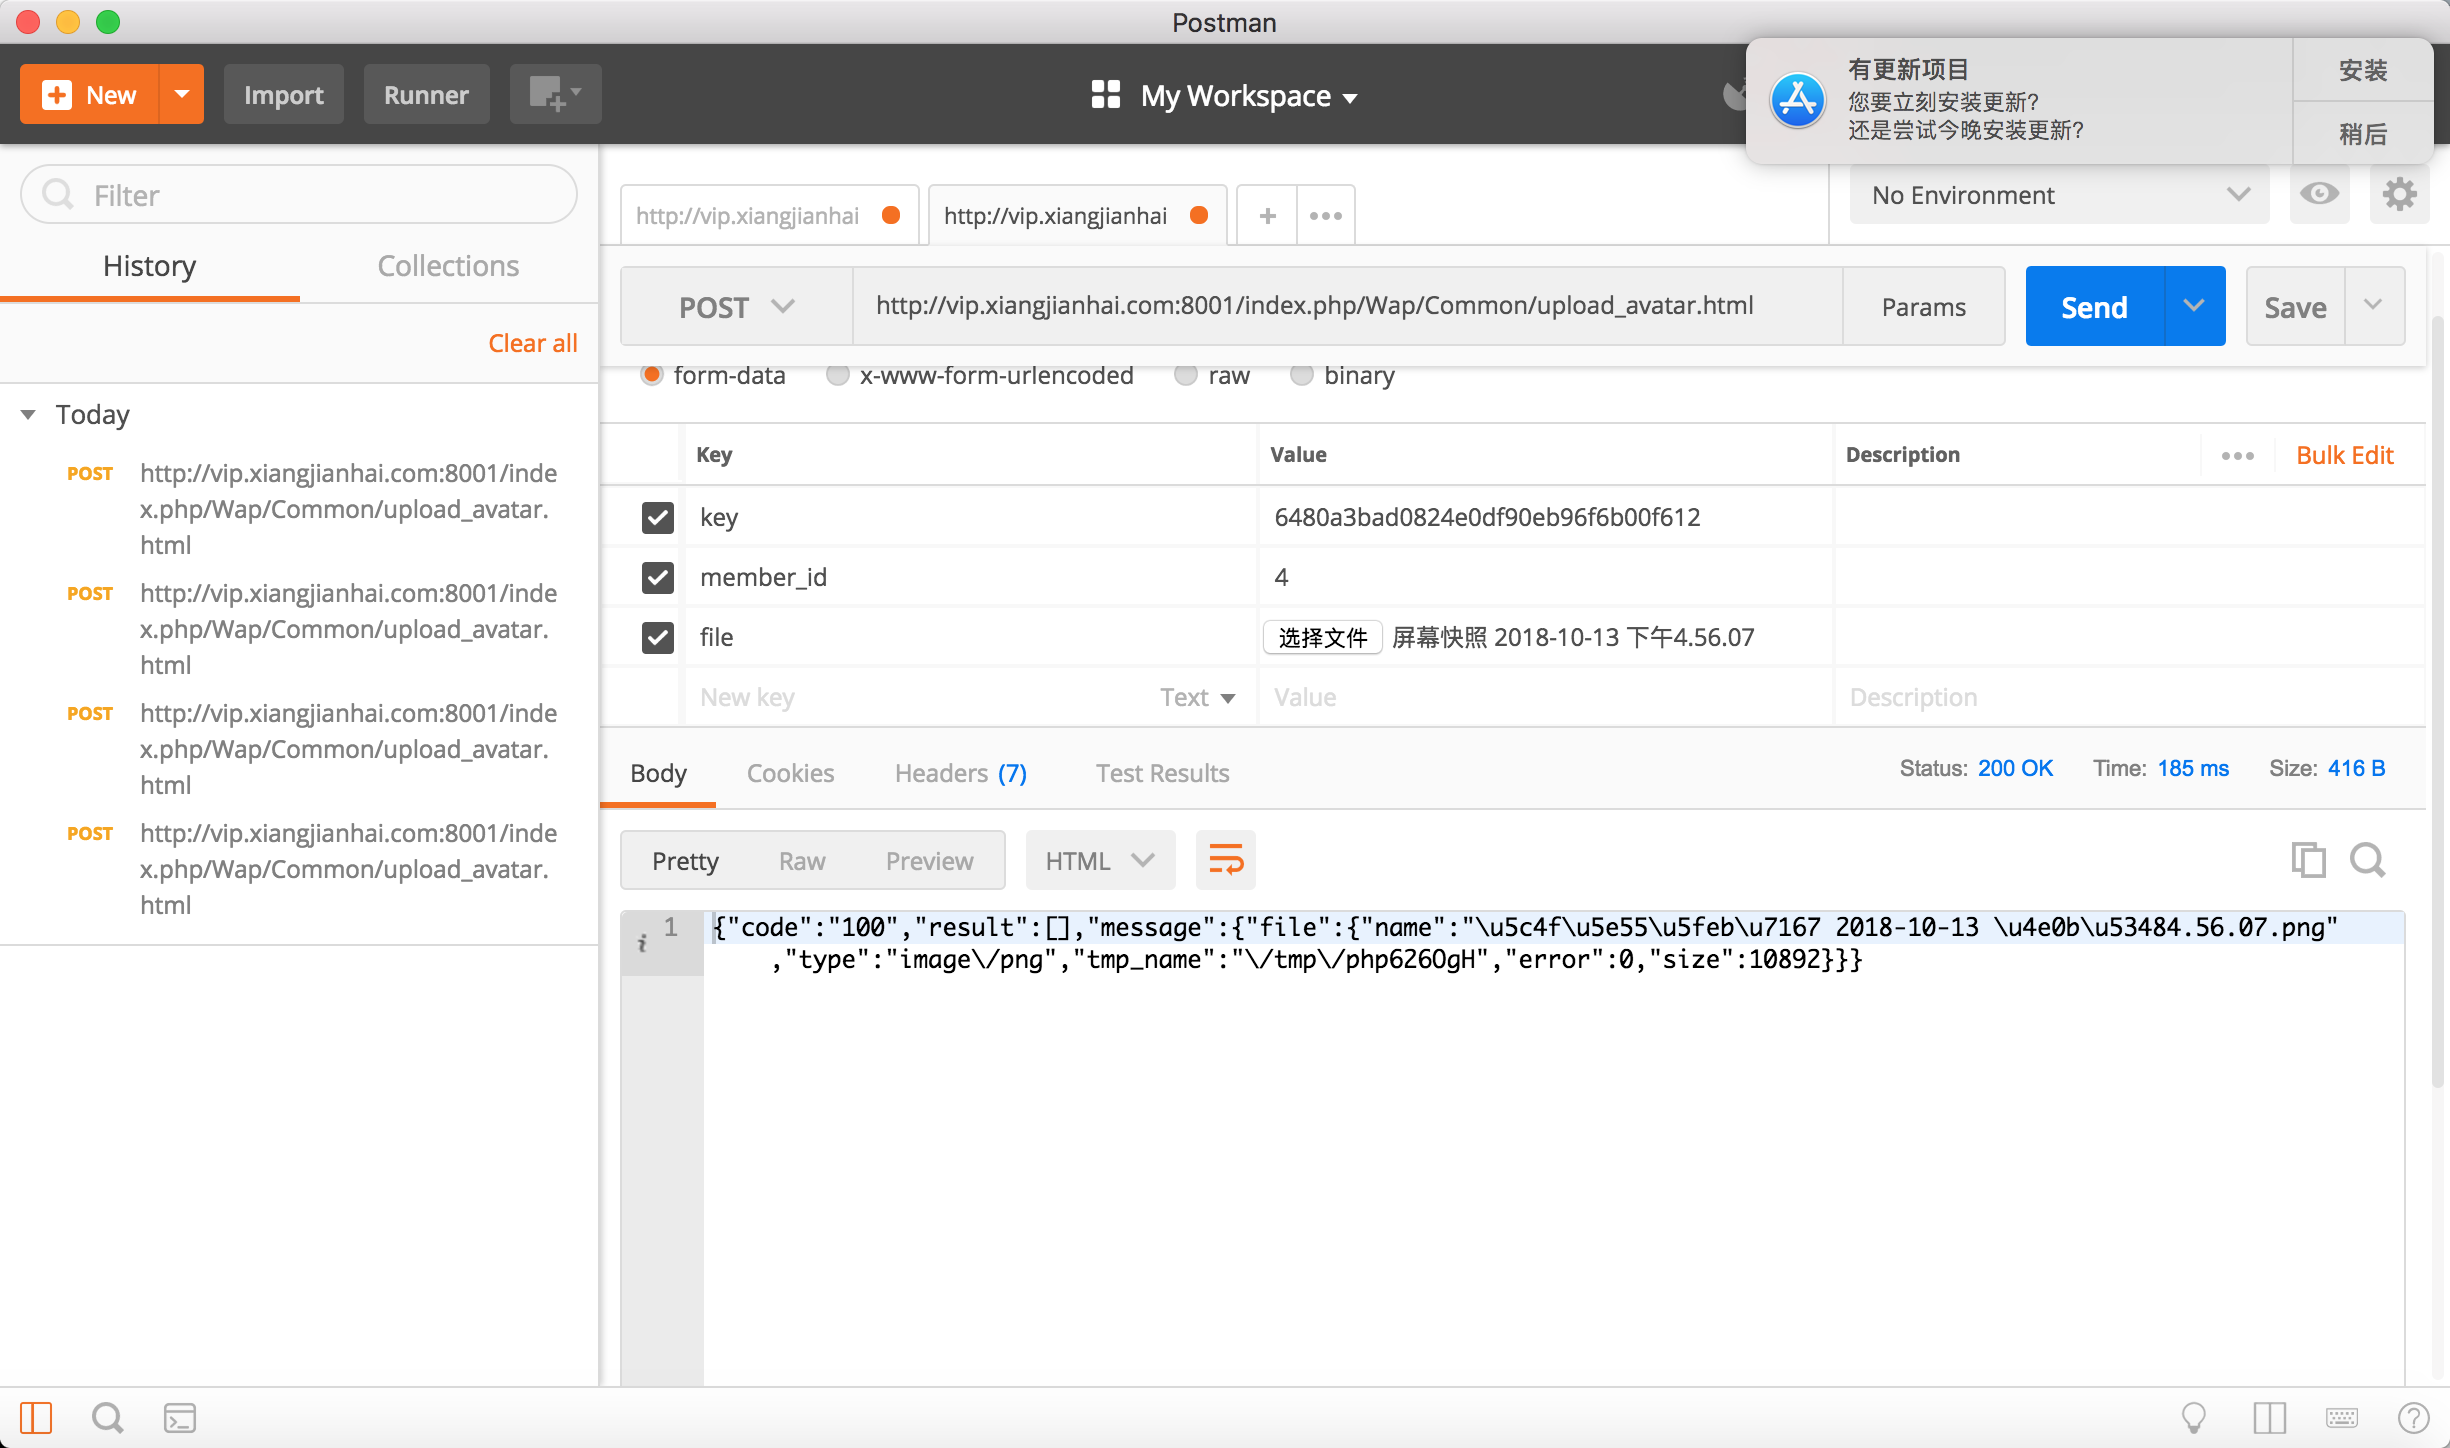 Postman
New
Import
Runner
My Workspace
有更新项目
您要立刻安装更新?
还是尝试今晚安装更新?
安装
稍后
Filter
History
Collections
Clear all
Today
POST http://vip.xiangjianhai.com:8001/inde
x.php/Wap/Common/upload_avatar.
html
POST http://vip.xiangjianhai.com:8001/inde
x.php/Wap/Common/upload_avatar.
html
POST http://vip.xiangjianhai.com:8001/inde
x.php/Wap/Common/upload_avatar.
html
POST http://vip.xiangjianhai.com:8001/inde
x.php/Wap/Common/upload_avatar.
html
http://vip.xiangjianhai
http://vip.xiangjianhai
No Environment
POST
http://vip.xiangjianhai.com:8001/index.php/Wap/Common/upload_avatar.html
Params
Send
Save
form-data x-www-form-urlencoded raw binary
Key Value Description Bulk Edit
key 6480a3bad0824e0df90eb96f6b00f612
member_id 4
file 选择文件 屏幕快照 2018-10-13 下午4.56.07
New key Text Value Description
Body Cookies Headers (7) Test Results Status: 200 OK Time: 185 ms Size: 416 B
Pretty Raw Preview HTML
1 {"code":"100","result":[],"message":{"file":{"name":"\u5c4f\u5e55\u5feb\u7167 2018-10-13 \u4e0b\u53484.56.07.png"
,"type":"image\/png","tmp_name":"\/tmp\/php626OgH","error":0,"size":10892}}}